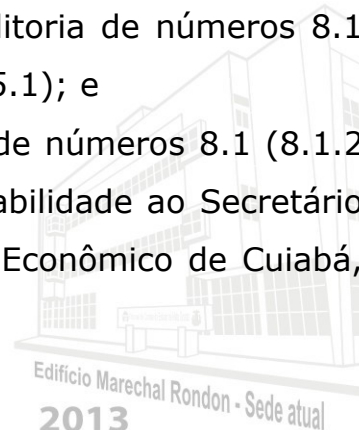 ditoria de números 8.1
5.1); e
de números 8.1 (8.1.2
abilidade ao Secretário
Econômico de Cuiabá,
Edifício Marechal Rondon - Sede atual
2013